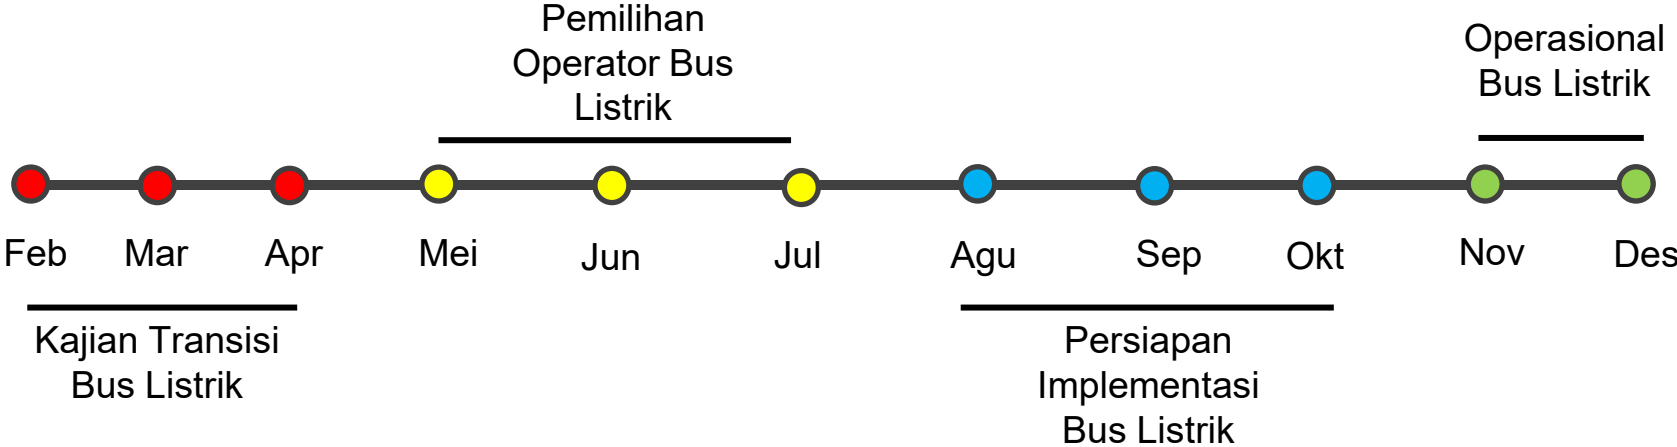 Pemilihan
Operator Bus
Listrik
Operasional
Bus Listrik
Feb
Mar
Apr
Mei
Jun
Jul
Agu
Sep
Okt
Nov
Des
Kajian Transisi
Bus Listrik
Persiapan
Implementasi
Bus Listrik